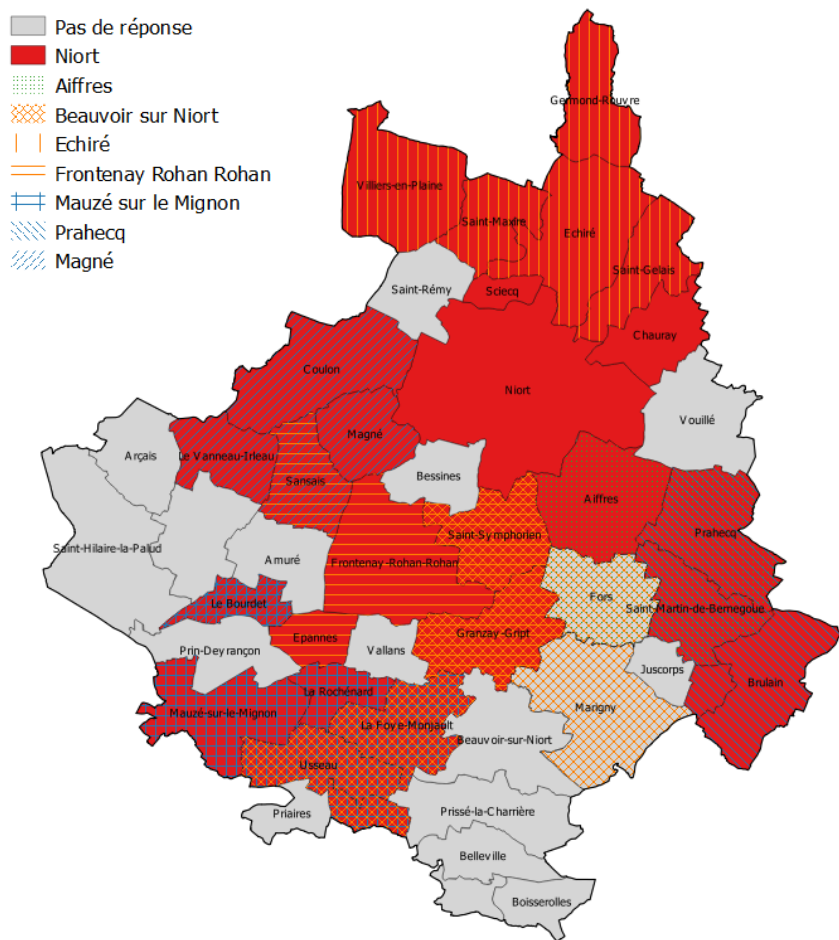 Pas de réponse
Niort
Aiffres
Beauvoir sur Niort
Echiré
Frontenay Rohan Rohan
Mauzé sur le Mignon
Prahecq
Magné
Germond-Rouvre
Villiers-en-Plaine
Saint-Maxire
Echiré
Saint-Gelais
Saint-Rémy
Sciecq
Chauray
Coulon
Niort
Vouillé
Magné
Arçais
Le Vanneau-Irleau
Bessines
Sansais
Aiffres
Prahecq
Saint-Symphorien
Saint-Hilaire-la-Palud
Amuré
Frontenay-Rohan-Rohan
Fors
Le Bourdet
Saint-Martin-de-Bernegoue
Epannes
Granzay-Gript
Prin-Deyrançon
Vallans
Juscorps
Brulain
La Rochénard
Marigny
Mauzé-sur-le-Mignon
La Foye-Monjault
Beauvoir-sur-Niort
Usseau
Priaires
Prissé-la-Charrière
Belleville
Boisserolles